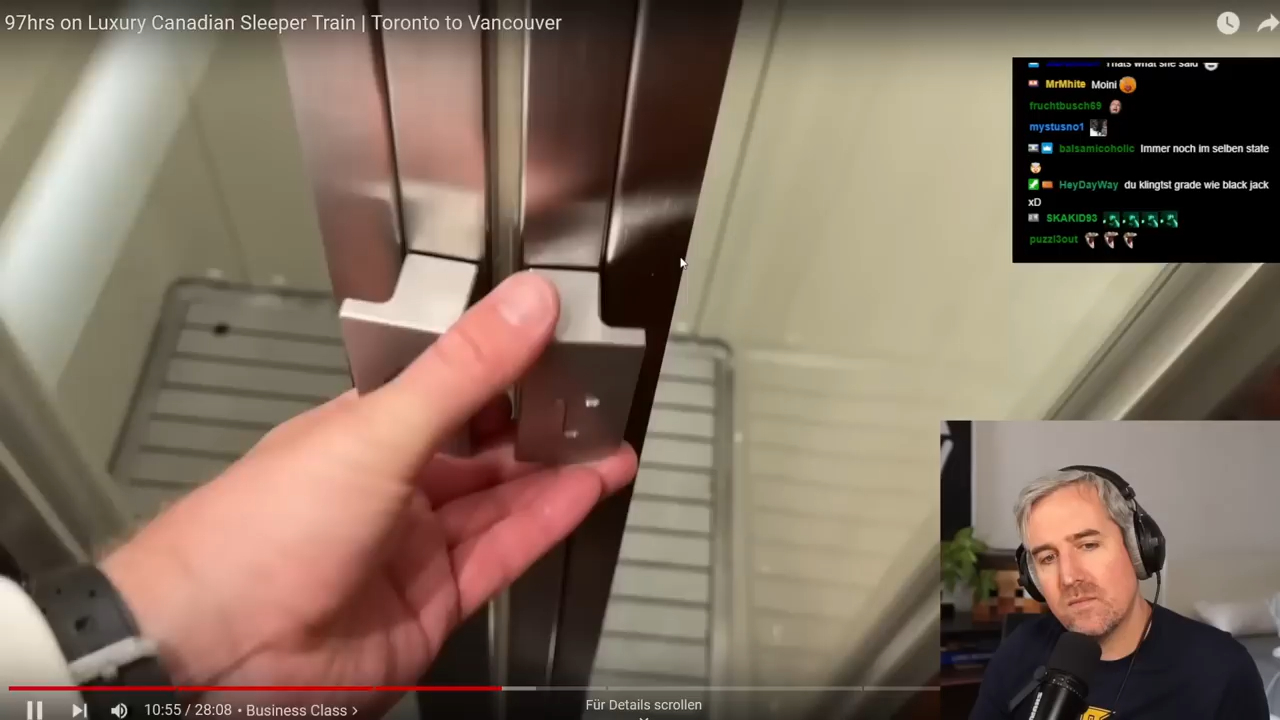 97hrs on Luxury Canadian Sleeper Train | Toronto to Vancouver
Thats what she said
MrMhite Moini
fruchtbusch69
mystusno1
balsamicoholic Immer noch im selben state
HeyDayWay du klingtst grade wie black jack
xD
SKAKID93
puzzl3out
Für Details scrollen
10:55 / 28:08 • Business Class >